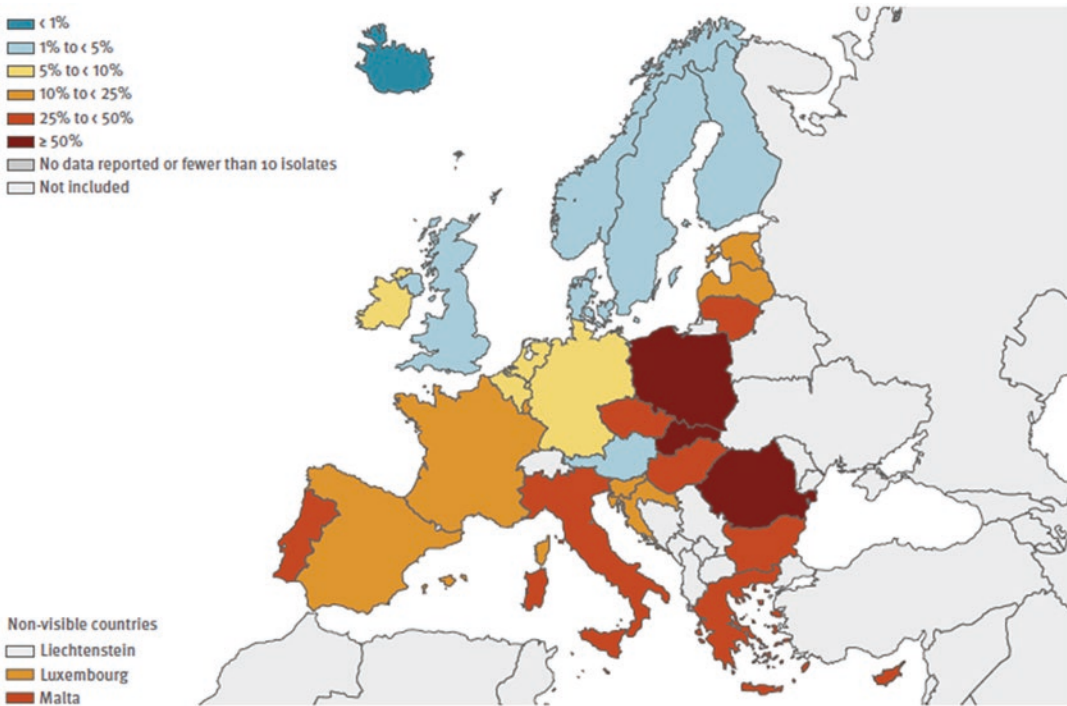 < 1%
1% to < 5%
5% to < 10%
10% to < 25%
25% to < 50%
≥ 50%
No data reported or fewer than 10 isolates
Not included
Non-visible countries
Liechtenstein
Luxembourg
Malta